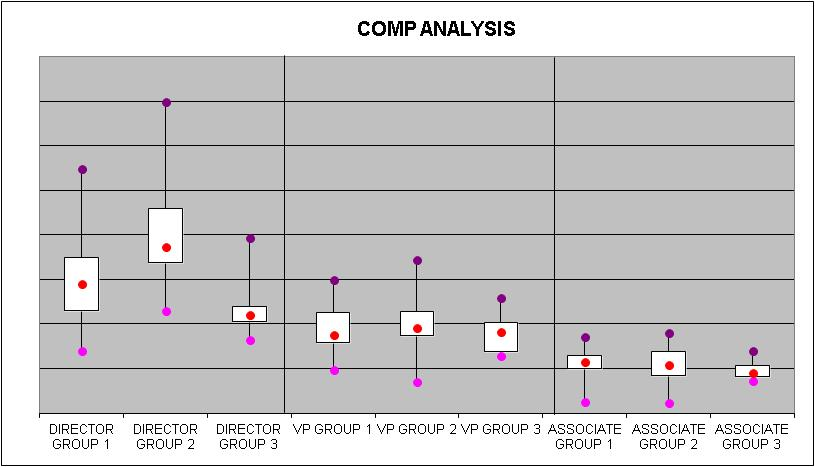 COMP ANALYSIS
DIRECTOR GROUP 1
DIRECTOR GROUP 2
DIRECTOR GROUP 3
VP GROUP 1
VP GROUP 2
VP GROUP 3
ASSOCIATE GROUP 1
ASSOCIATE GROUP 2
ASSOCIATE GROUP 3